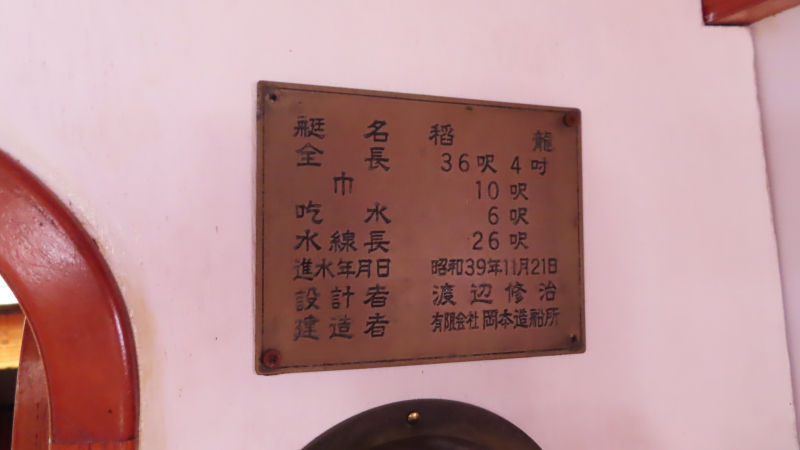 艇名 稻龍
全長 36呎4吋
巾 10呎
吃水 6呎
水線長 26呎
進水年月日 昭和39年11月21日
設計者 渡辺修治
建造者 有限会社岡本造船所